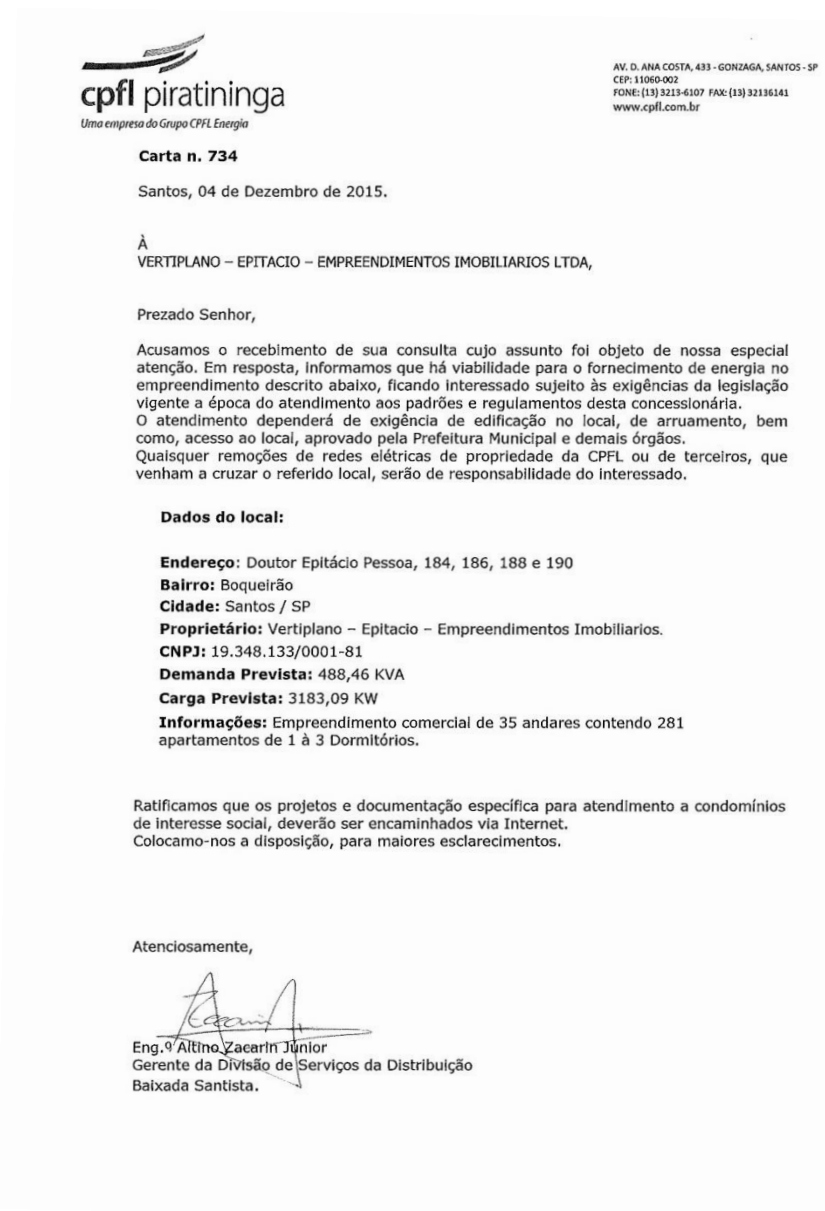 cpfl piratininga
Uma empresa do Grupo CPFL Energia
AV. D. ANA COSTA, 433 - GONZAGA, SANTOS - SP
CEP: 11060-002
FONE: (13) 3213-6107 FAX: (13) 32136141
www.cpfl.com.br
Carta n. 734
Santos, 04 de Dezembro de 2015.
À
VERTIPLANO – EPITACIO – EMPREENDIMENTOS IMOBILIARIOS LTDA,
Prezado Senhor,
Acusamos o recebimento de sua consulta cujo assunto foi objeto de nossa especial
atenção. Em resposta, informamos que há viabilidade para o fornecimento de energia no
empreendimento descrito abaixo, ficando interessado sujeito às exigências da legislação
vigente a época do atendimento aos padrões e regulamentos desta concessionária.
O atendimento dependerá de exigência de edificação no local, de arruamento, bem
como, acesso ao local, aprovado pela Prefeitura Municipal e demais órgãos.
Quaisquer remoções de redes elétricas de propriedade da CPFL ou de terceiros, que
venham a cruzar o referido local, serão de responsabilidade do interessado.
Dados do local:
Endereço: Doutor Epitácio Pessoa, 184, 186, 188 e 190
Bairro: Boqueirão
Cidade: Santos / SP
Proprietário: Vertiplano – Epitacio – Empreendimentos Imobiliarios.
CNPJ: 19.348.133/0001-81
Demanda Prevista: 488,46 KVA
Carga Prevista: 3183,09 KW
Informações: Empreendimento comercial de 35 andares contendo 281
apartamentos de 1 à 3 Dormitórios.
Ratificamos que os projetos e documentação específica para atendimento a condomínios
de interesse social, deverão ser encaminhados via Internet.
Colocamo-nos a disposição, para maiores esclarecimentos.
Atenciosamente,
Eng.º Altino Zacarin Júnior
Gerente da Divisão de Serviços da Distribuição
Baixada Santista.